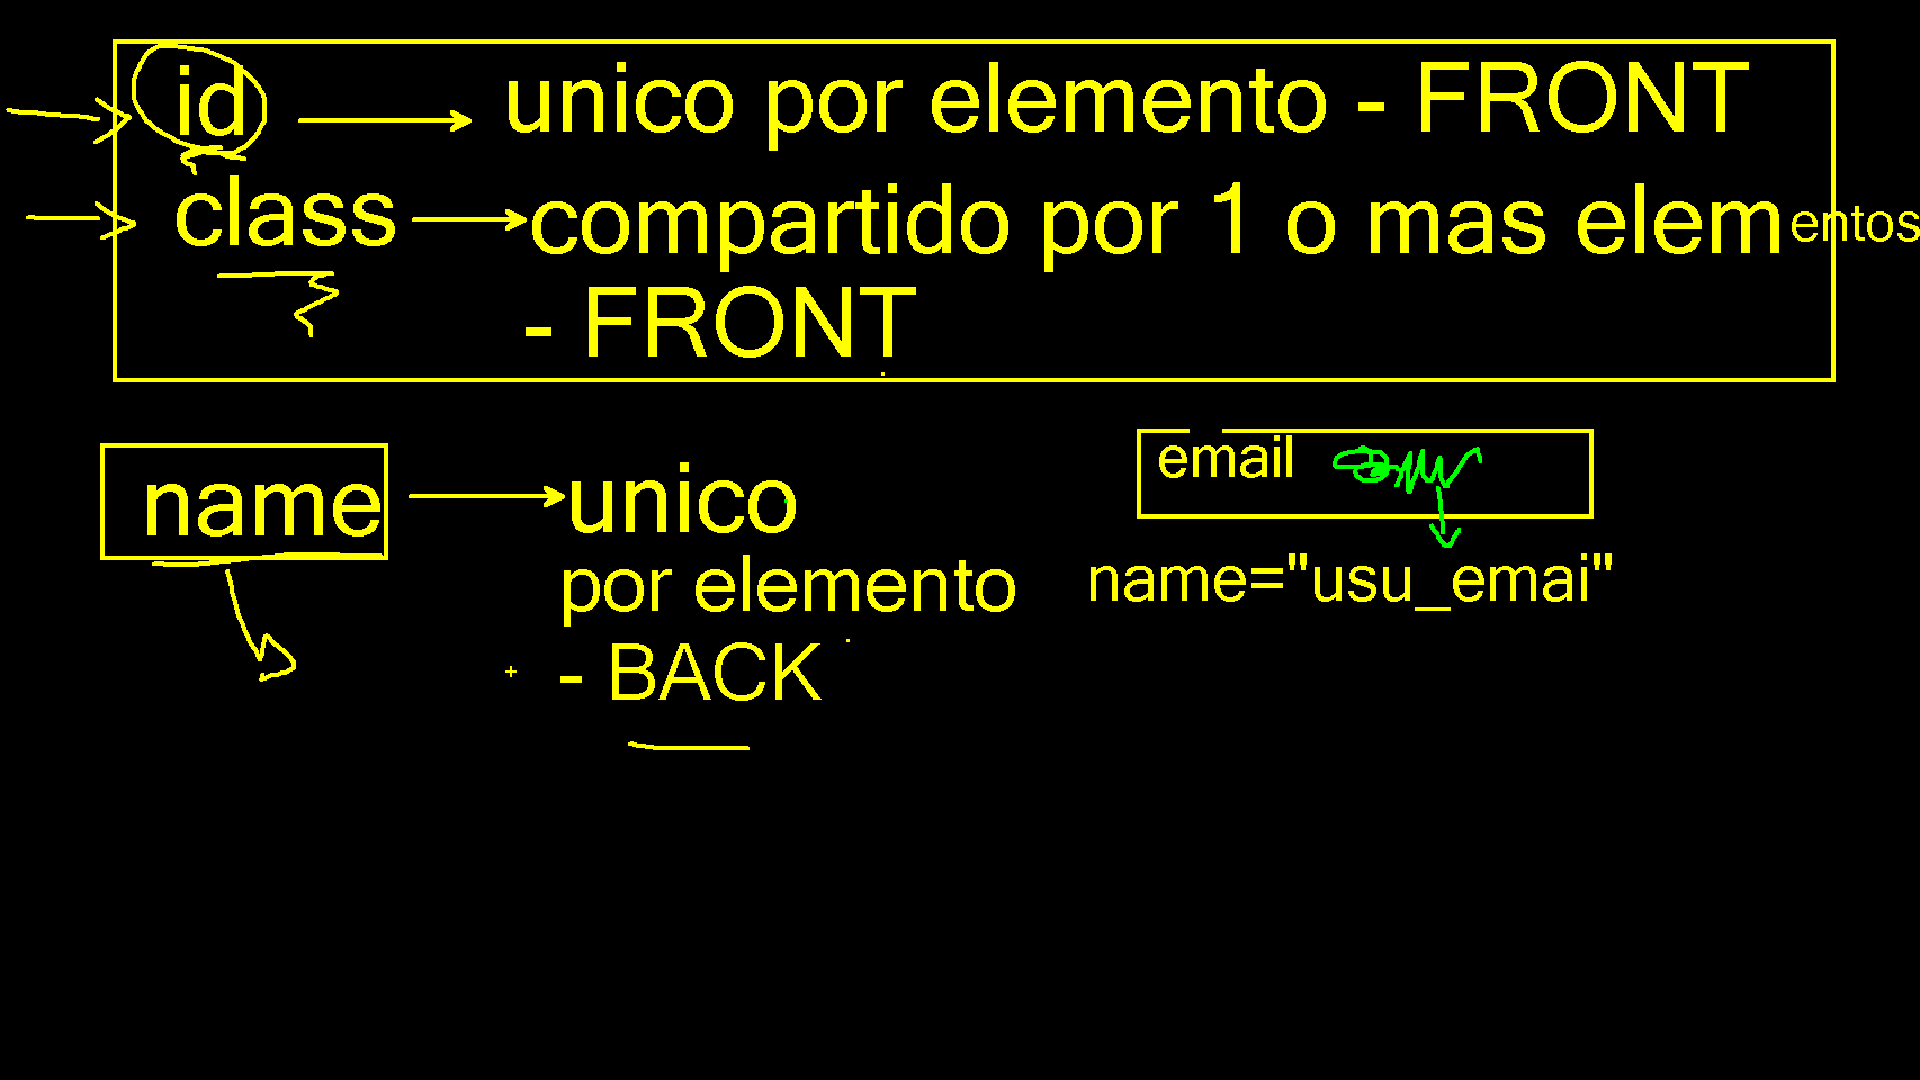 id unico por elemento - FRONT
class compartido por 1 o mas elementos
- FRONT
name unico
por elemento
- BACK
email
name="usu_emai"